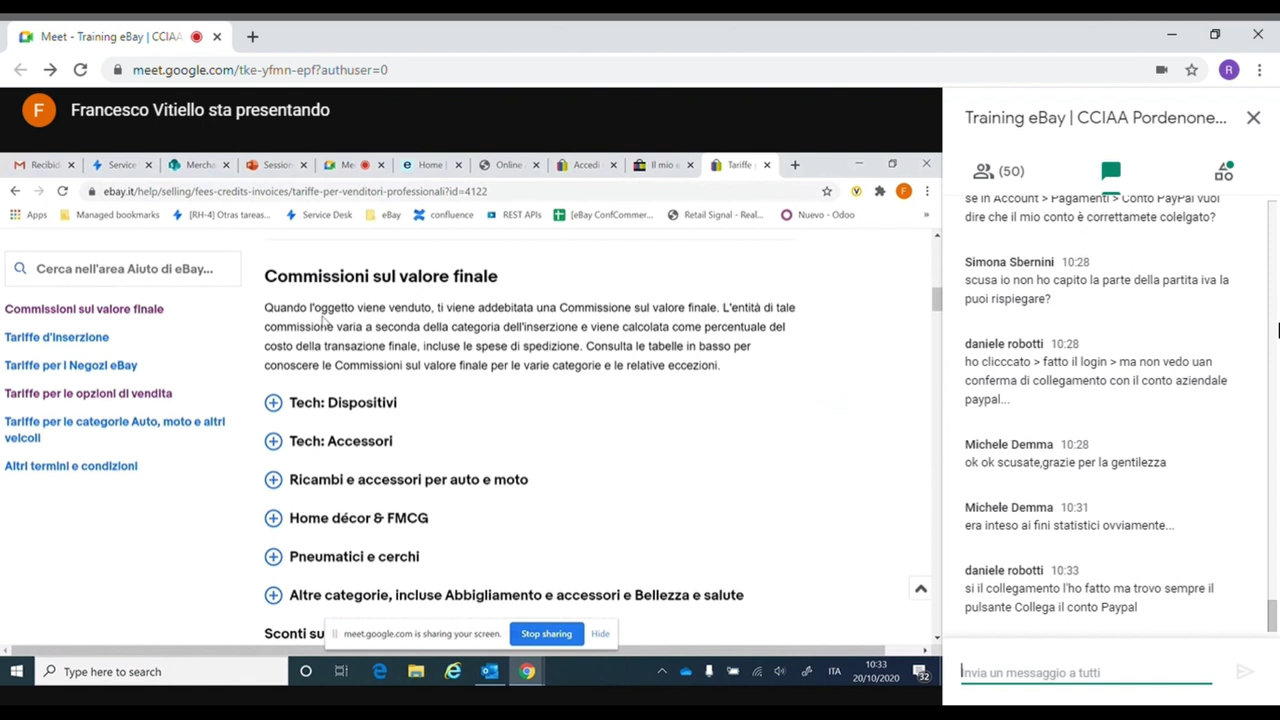 Meet - Training eBay | CCIAA
meet.google.com/tke-yfmn-epf?authuser=0
R
F
Francesco Vitiello sta presentando
Recibid
Service
Mercha
Session
Me
Home |
Online
Accedi
Il mio e
Tariffe
ebay.it/help/selling/fees-credits-invoices/tariffe-per-venditori-professionali?id=4122
F
Apps
Managed bookmarks
[RH-4] Otras tareas...
Service Desk
eBay
confluence
REST APIs
[eBay ConfCommer...
Retail Signal - Real...
Nuevo - Odoo
»
Cerca nell'area Aiuto di eBay...
Commissioni sul valore finale
Tariffe d'inserzione
Tariffe per i Negozi eBay
Tariffe per le opzioni di vendita
Tariffe per le categorie Auto, moto e altri
veicoli
Altri termini e condizioni
Commissioni sul valore finale
Quando l'oggetto viene venduto, ti viene addebitata una Commissione sul valore finale. L'entità di tale
commissione varia a seconda della categoria dell'inserzione e viene calcolata come percentuale del
costo della transazione finale, incluse le spese di spedizione. Consulta le tabelle in basso per
conoscere le Commissioni sul valore finale per le varie categorie e le relative eccezioni.
Tech: Dispositivi
Tech: Accessori
Ricambi e accessori per auto e moto
Home décor & FMCG
Pneumatici e cerchi
Altre categorie, incluse Abbigliamento e accessori e Bellezza e salute
Sconti su
meet.google.com is sharing your screen.
Stop sharing
Hide
Type here to search
ITA
10:33
20/10/2020
32
Training eBay | CCIAA Pordenone...
(50)
se in Account > Pagamenti > Conto PayPal vuol
dire che il mio conto è correttamete colelgato?
Simona Sbernini 10:28
scusa io non ho capito la parte della partita iva la
puoi rispiegare?
daniele robotti 10:28
ho clicccato > fatto il login > ma non vedo uan
conferma di collegamento con il conto aziendale
paypal...
Michele Demma 10:28
ok ok scusate,grazie per la gentilezza
Michele Demma 10:31
era inteso ai fini statistici ovviamente...
daniele robotti 10:33
si il collegamento l'ho fatto ma trovo sempre il
pulsante Collega il conto Paypal
Invia un messaggio a tutti